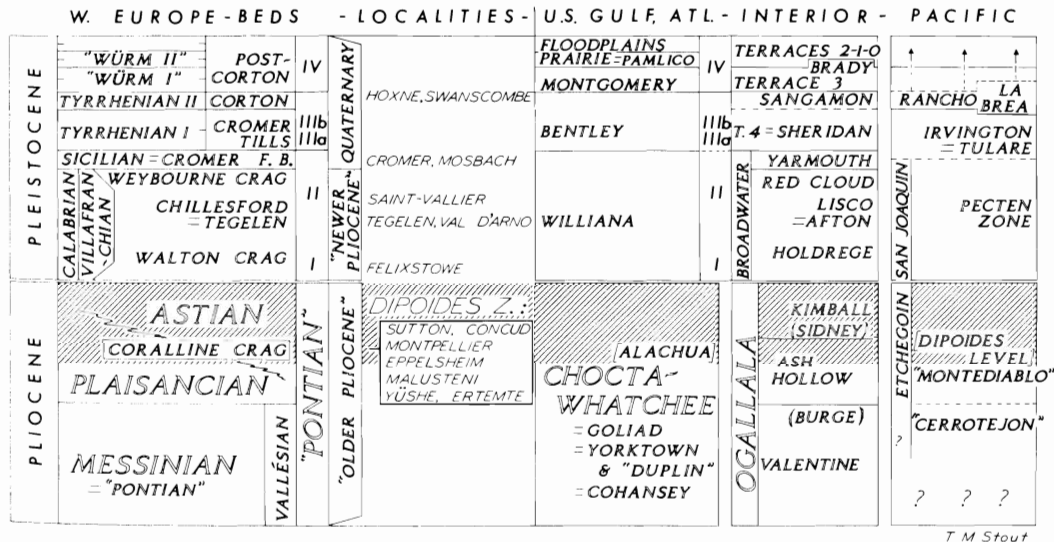 W. EUROPE - BEDS - LOCALITIES - U.S. GULF, ATL. - INTERIOR - PACIFIC
PLEISTOCENE
"WÜRM II"
"WÜRM I"
POST-
CORTON
IV
TYRRHENIAN II
CORTON
TYRRHENIAN I -
CROMER
TILLS
IIIb
IIIa
SICILIAN = CROMER F. B.
CALABRIAN
VILLAFRAN
-CHIAN
WEYBOURNE CRAG
CHILLESFORD
= TEGELEN
WALTON CRAG
II
I
QUATERNARY
"NEWER
PLIOCENE"
HOXNE, SWANSCOMBE
CROMER, MOSBACH
SAINT-VALLIER
TEGELEN, VAL D'ARNO
FELIXSTOWE
FLOODPLAINS
PRAIRIE=PAMLICO
MONTGOMERY
BENTLEY
WILLIANA
IV
IIIb
IIIa
II
I
TERRACES 2-1-0
BRADY
TERRACE 3
SANGAMON
T. 4 = SHERIDAN
BROADWATER
YARMOUTH
RED CLOUD
LISCO
=AFTON
HOLDREGE
RANCHO
LA
BREA
IRVINGTON
= TULARE
SAN JOAQUIN
PECTEN
ZONE
PLIOCENE
ASTIAN
CORALLINE CRAG
PLAISANCIAN
MESSINIAN
= "PONTIAN"
VALLÉSIAN
"PONTIAN"
"OLDER PLIOCENE"
DIPOIDES Z.:
SUTTON, CONCUD
MONTPELLIER
EPPELSHEIM
MALUSTENI
YÜSHE, ERTEMTE
ALACHUA
CHOCTA-
WHATCHEE
= GOLIAD
= YORKTOWN
& "DUPLIN"
= COHANSEY
OGALLALA
KIMBALL
(SIDNEY)
ASH
HOLLOW
(BURGE)
VALENTINE
ETCHEGOIN
?
DIPOIDES
LEVEL
"MONTEDIABLO"
"CERROTEJON"
? ? ?
T M Stout